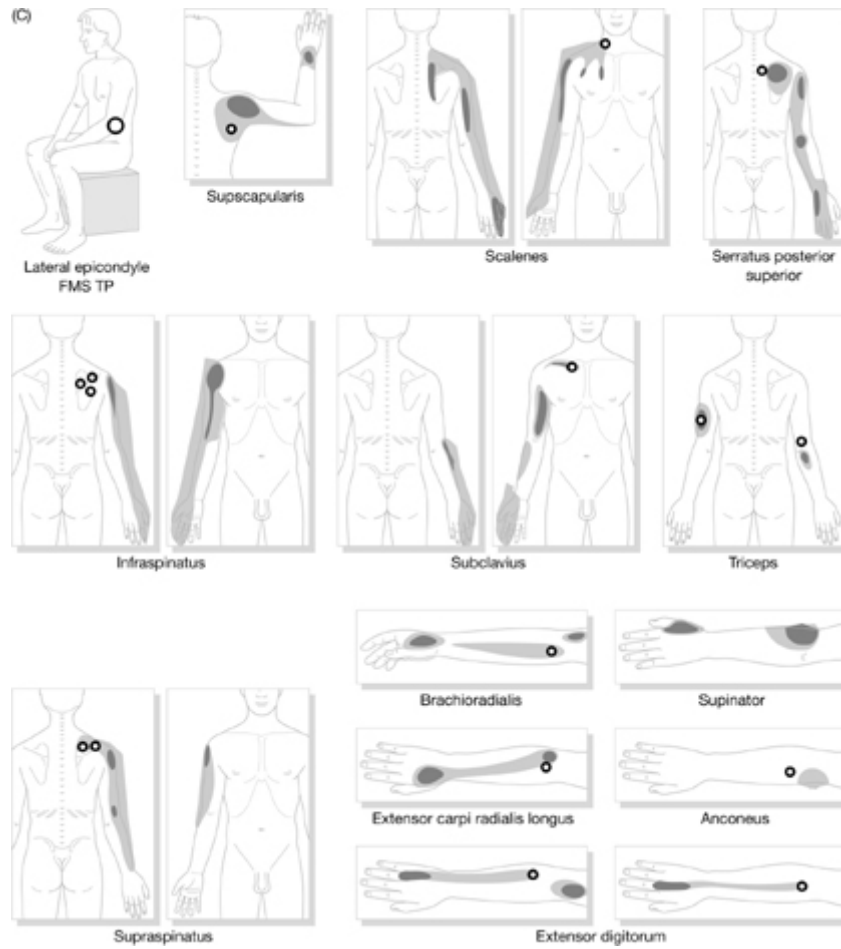 (C)
Lateral epicondyle
FMS TP
Supscapularis
Scalenes
Serratus posterior
superior
Infraspinatus
Subclavius
Triceps
Supraspinatus
Brachioradialis
Supinator
Extensor carpi radialis longus
Anconeus
Extensor digitorum